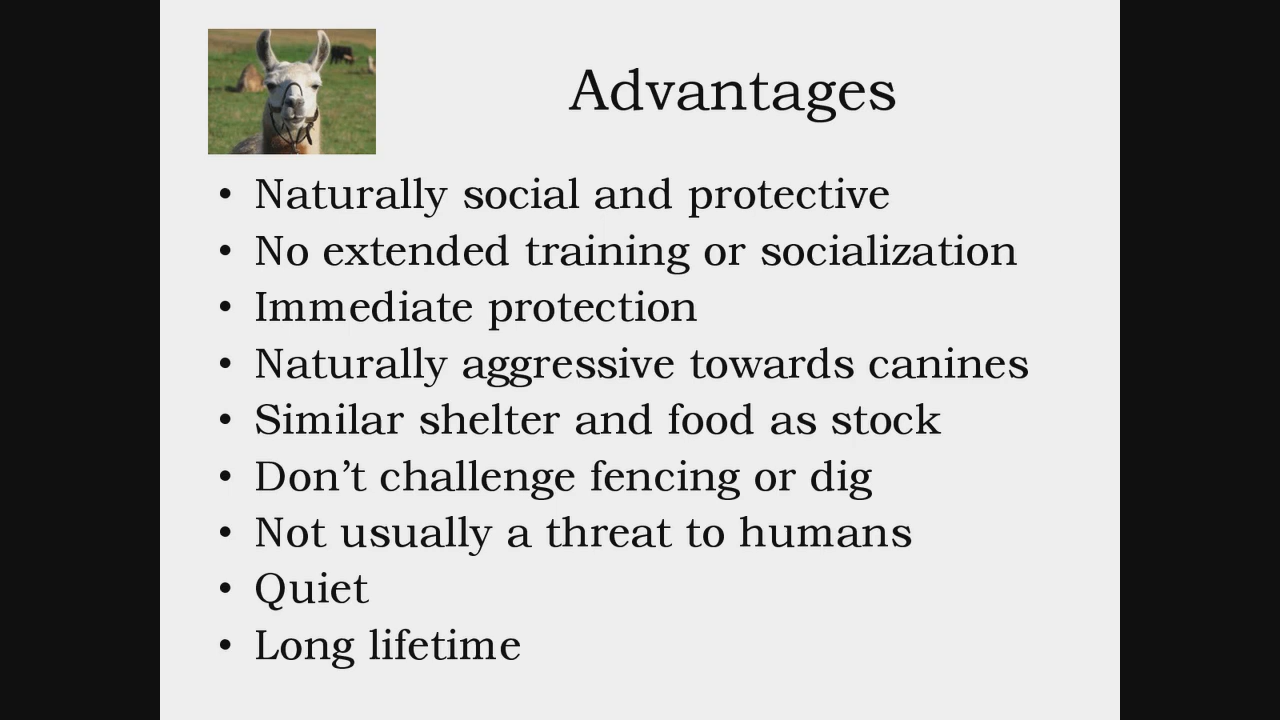 Advantages
• Naturally social and protective
• No extended training or socialization
• Immediate protection
• Naturally aggressive towards canines
• Similar shelter and food as stock
• Don’t challenge fencing or dig
• Not usually a threat to humans
• Quiet
• Long lifetime